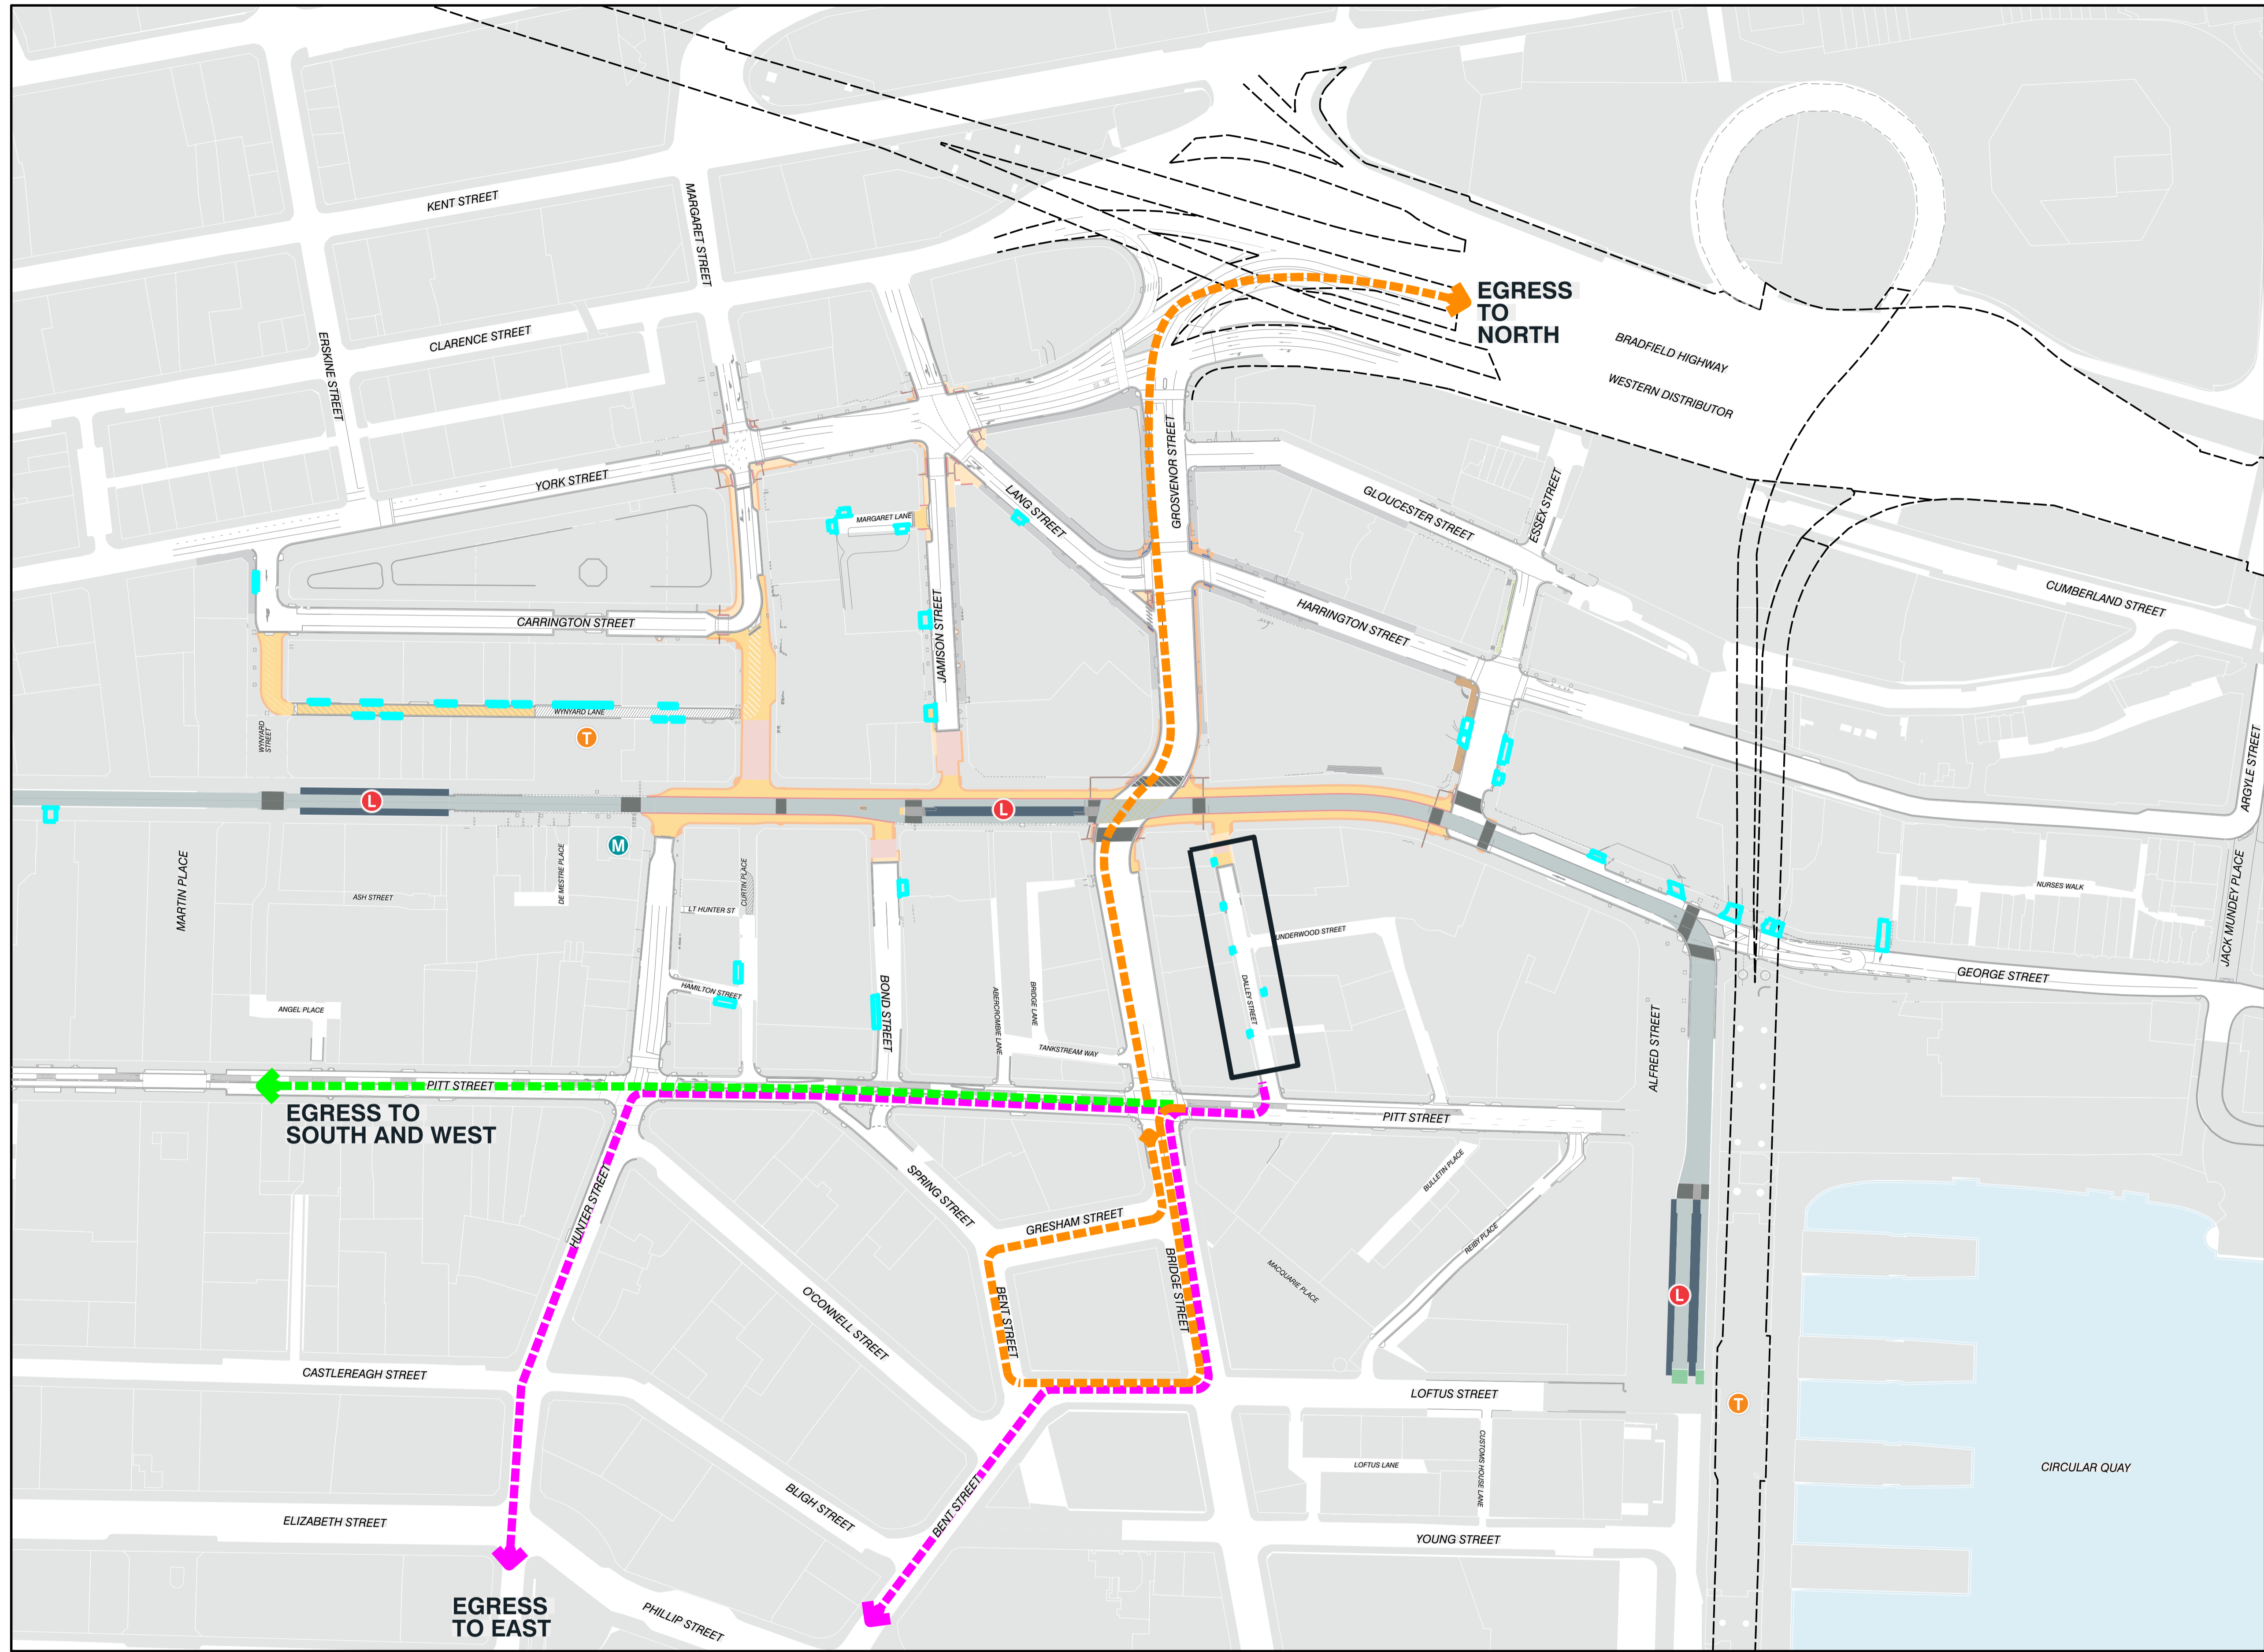 KENT STREET
MARGARET STREET
EGRESS
TO
NORTH
BRADFIELD HIGHWAY
WESTERN DISTRIBUTOR
CLARENCE STREET
ERSKINE STREET
YORK STREET
LANG STREET
GROSVENOR STREET
GLOUCESTER STREET
ESSEX STREET
MARGARET LANE
CUMBERLAND STREET
CARRINGTON STREET
JAMISON STREET
HARRINGTON STREET
WYNYARD
STREET
WYNYARD LANE
T
ARGYLE STREET
L
L
M
MARTIN PLACE
ASH STREET
DE MESTRE PLACE
CURTIN PLACE
LT HUNTER ST
NURSES WALK
JACK MUNDEY PLACE
UNDERWOOD STREET
DALLEY STREET
GEORGE STREET
HAMILTON STREET
BOND STREET
ABERCROMBIE LANE
BRIDGE LANE
TANKSTREAM WAY
ANGEL PLACE
ALFRED STREET
PITT STREET
PITT STREET
EGRESS TO
SOUTH AND WEST
HUNTER STREET
SPRING STREET
GRESHAM STREET
BRIDGE STREET
BULLETIN PLACE
REIBY PLACE
MACQUARIE PLACE
L
BENT STREET
O'CONNELL STREET
CASTLEREAGH STREET
LOFTUS STREET
T
CUSTOMS HOUSE LANE
LOFTUS LANE
CIRCULAR QUAY
BLIGH STREET
BENT STREET
ELIZABETH STREET
YOUNG STREET
EGRESS
TO EAST
PHILLIP STREET